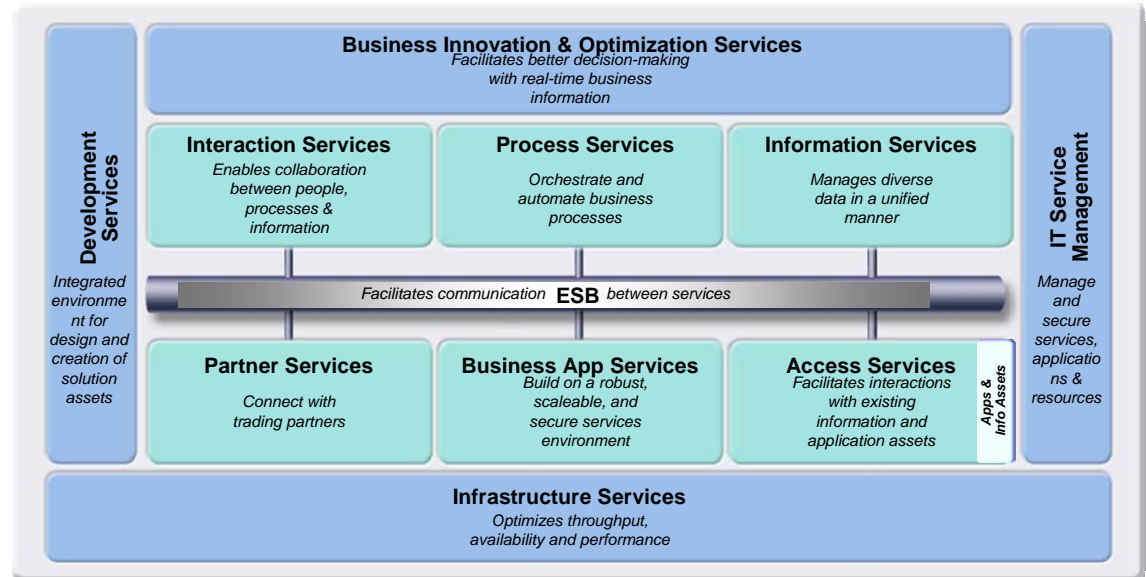 Business Innovation & Optimization Services
Facilitates better decision-making
with real-time business
information
Development
Services
Integrated
environme
nt for
design and
creation of
solution
assets
Interaction Services
Enables collaboration
between people,
processes &
information
Process Services
Orchestrate and
automate business
processes
Information Services
Manages diverse
data in a unified
manner
IT Service
Management
Manage
and
secure
services,
applicatio
ns &
resources
Facilitates communication ESB between services
Partner Services
Connect with
trading partners
Business App Services
Build on a robust,
scaleable, and
secure services
environment
Access Services
Facilitates interactions
with existing
information and
application assets
Apps &
Info Assets
Infrastructure Services
Optimizes throughput,
availability and performance